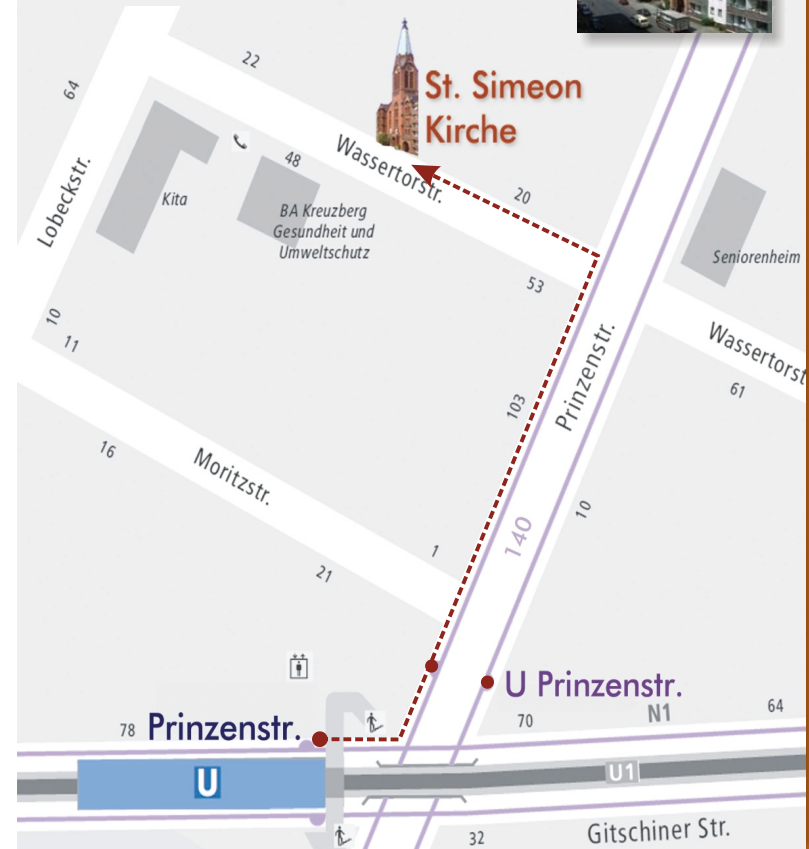 22
64
St. Simeon
Kirche
Wassertorstr.
48
Lobeckstr.
Kita
20
BA Kreuzberg
Gesundheit und
Umweltschutz
Seniorenheim
53
10
11
Wassertorst
Prinzenstr.
61
103
16
Moritzstr.
10
140
1
21
U Prinzenstr.
64
N1
70
78
Prinzenstr.
U
U1
32
Gitschiner Str.